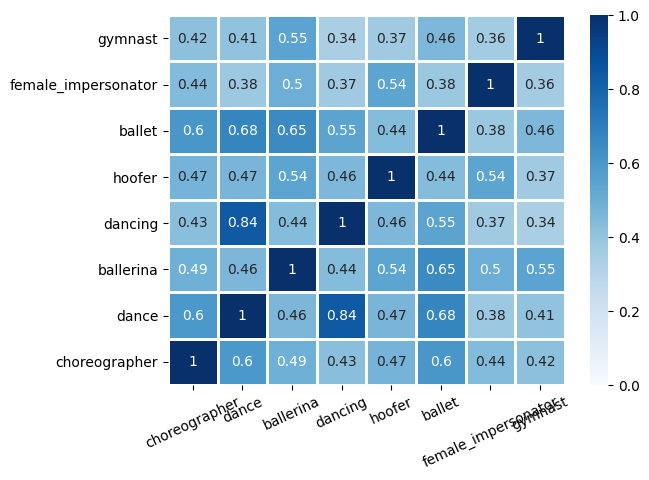 gymnast 0.42 0.41 0.55 0.34 0.37 0.46 0.36 1
female_impersonator 0.44 0.38 0.5 0.37 0.54 0.38 1 0.36
ballet 0.6 0.68 0.65 0.55 0.44 1 0.38 0.46
hoofer 0.47 0.47 0.54 0.46 1 0.44 0.54 0.37
dancing 0.43 0.84 0.44 1 0.46 0.55 0.37 0.34
ballerina 0.49 0.46 1 0.44 0.54 0.65 0.5 0.55
dance 0.6 1 0.46 0.84 0.47 0.68 0.38 0.41
choreographer 1 0.6 0.49 0.43 0.47 0.6 0.44 0.42
choreographer dance ballerina dancing hoofer ballet female_impersonator gymnast
1.0
0.8
0.6
0.4
0.2
0.0